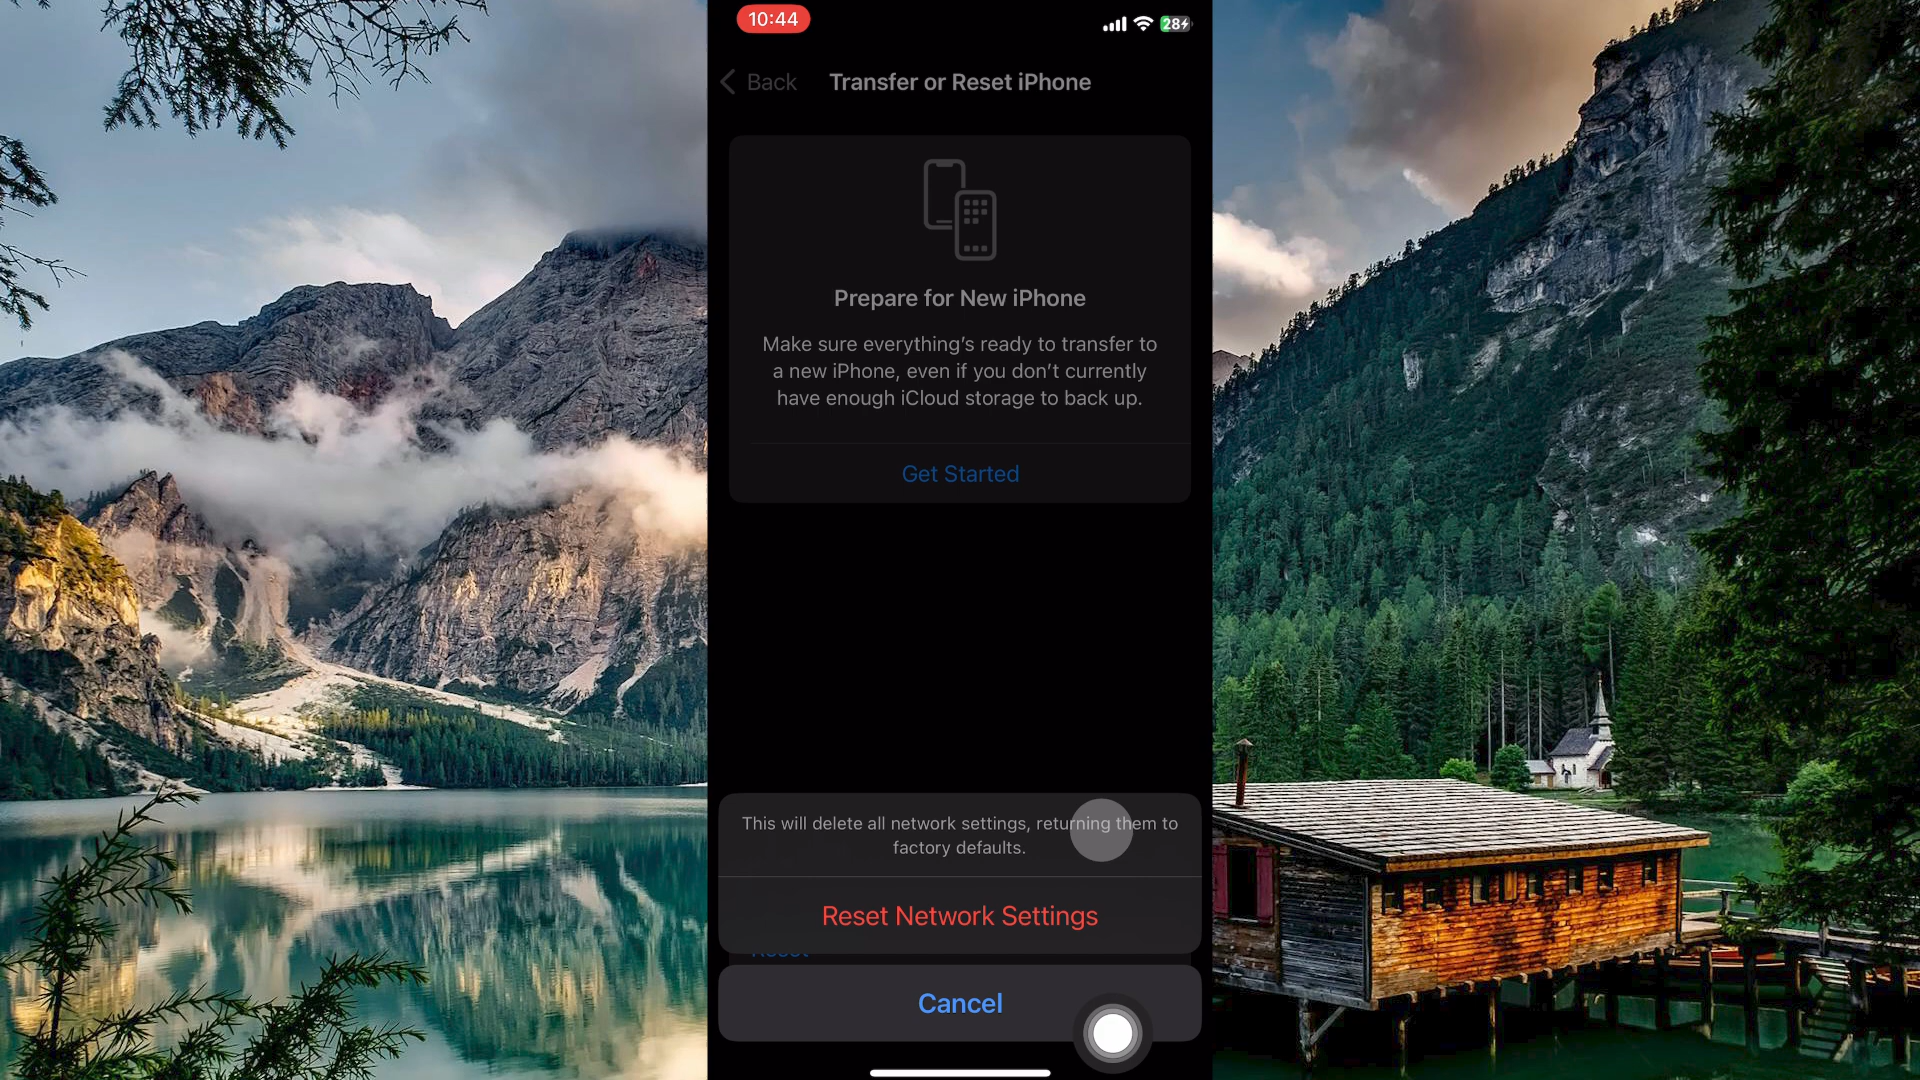 10:44
28
Back
Transfer or Reset iPhone
Prepare for New iPhone
Make sure everything's ready to transfer to
a new iPhone, even if you don't currently
have enough iCloud storage to back up.
Get Started
This will delete all network settings, returning them to
factory defaults.
Reset Network Settings
Reset
Cancel